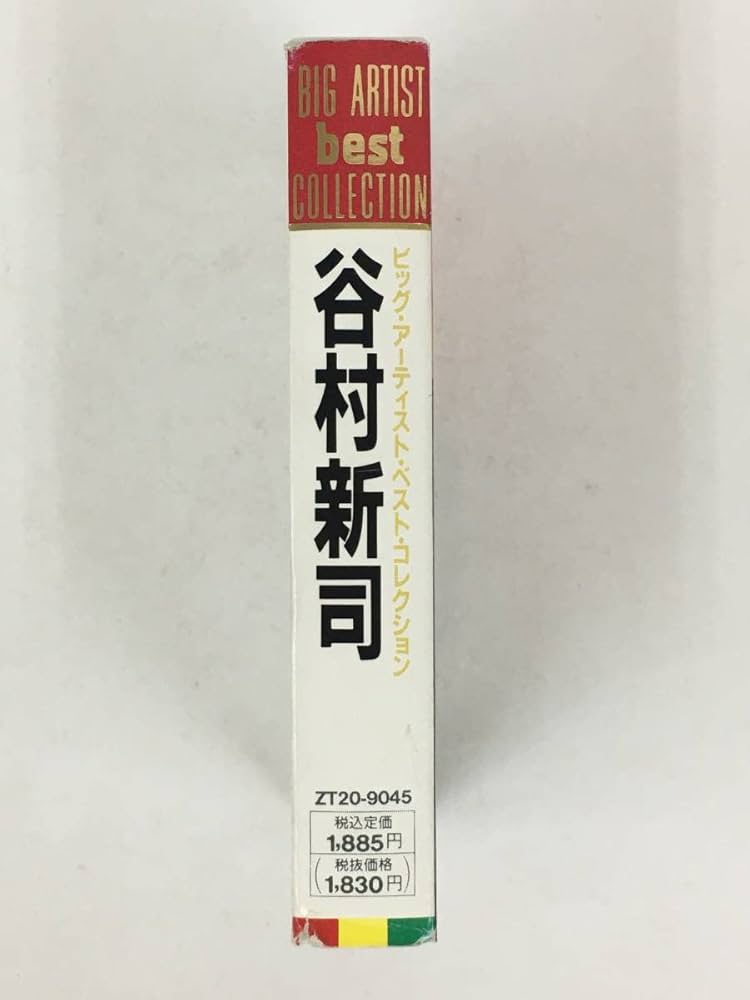 BIG ARTIST
best
COLLECTION
ビッグ・アーティスト・ベスト・コレクション
谷村新司
ZT20-9045
税込定価
1,885円
税抜価格
(1,830円)